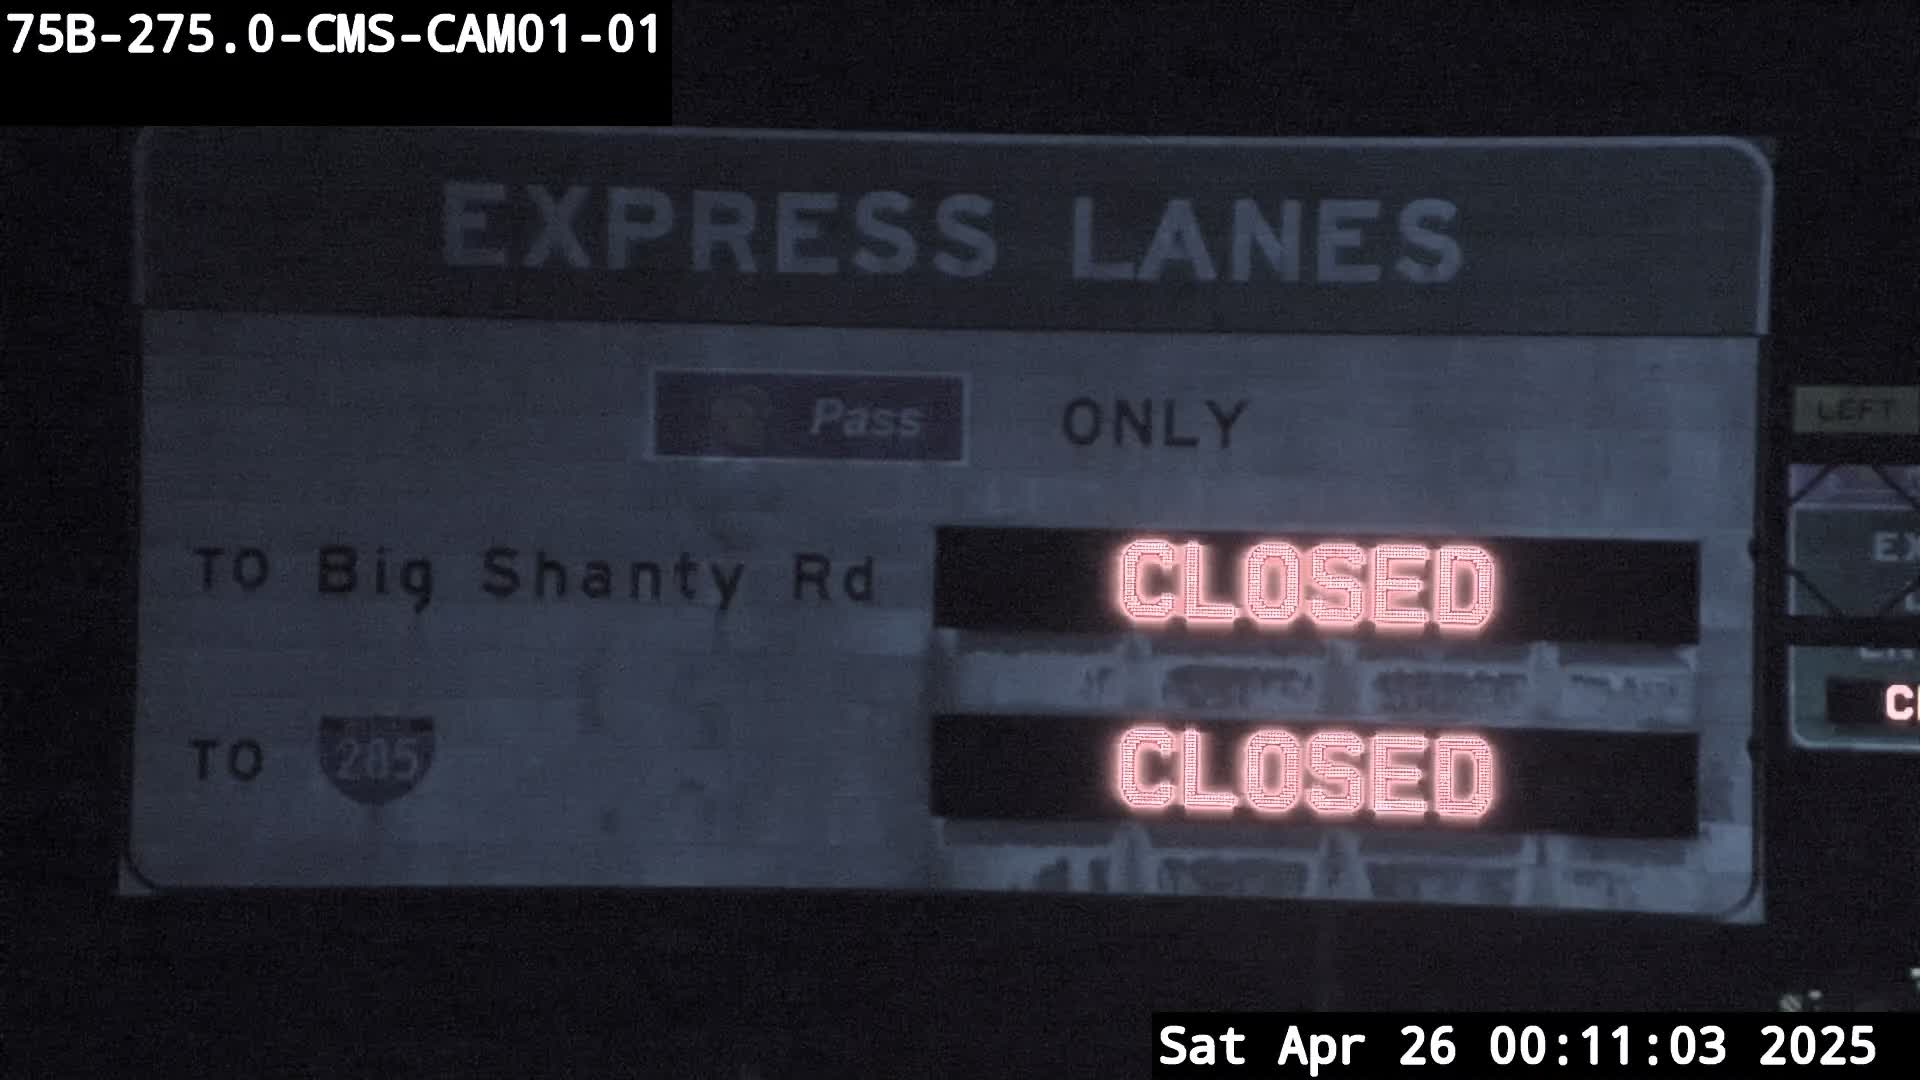 75B-275.0-CMS-CAM01-01
EXPRESS LANES
Pass ONLY
TO Big Shanty Rd CLOSED
TO 285 CLOSED
LEFT
Sat Apr 26 00:11:03 2025